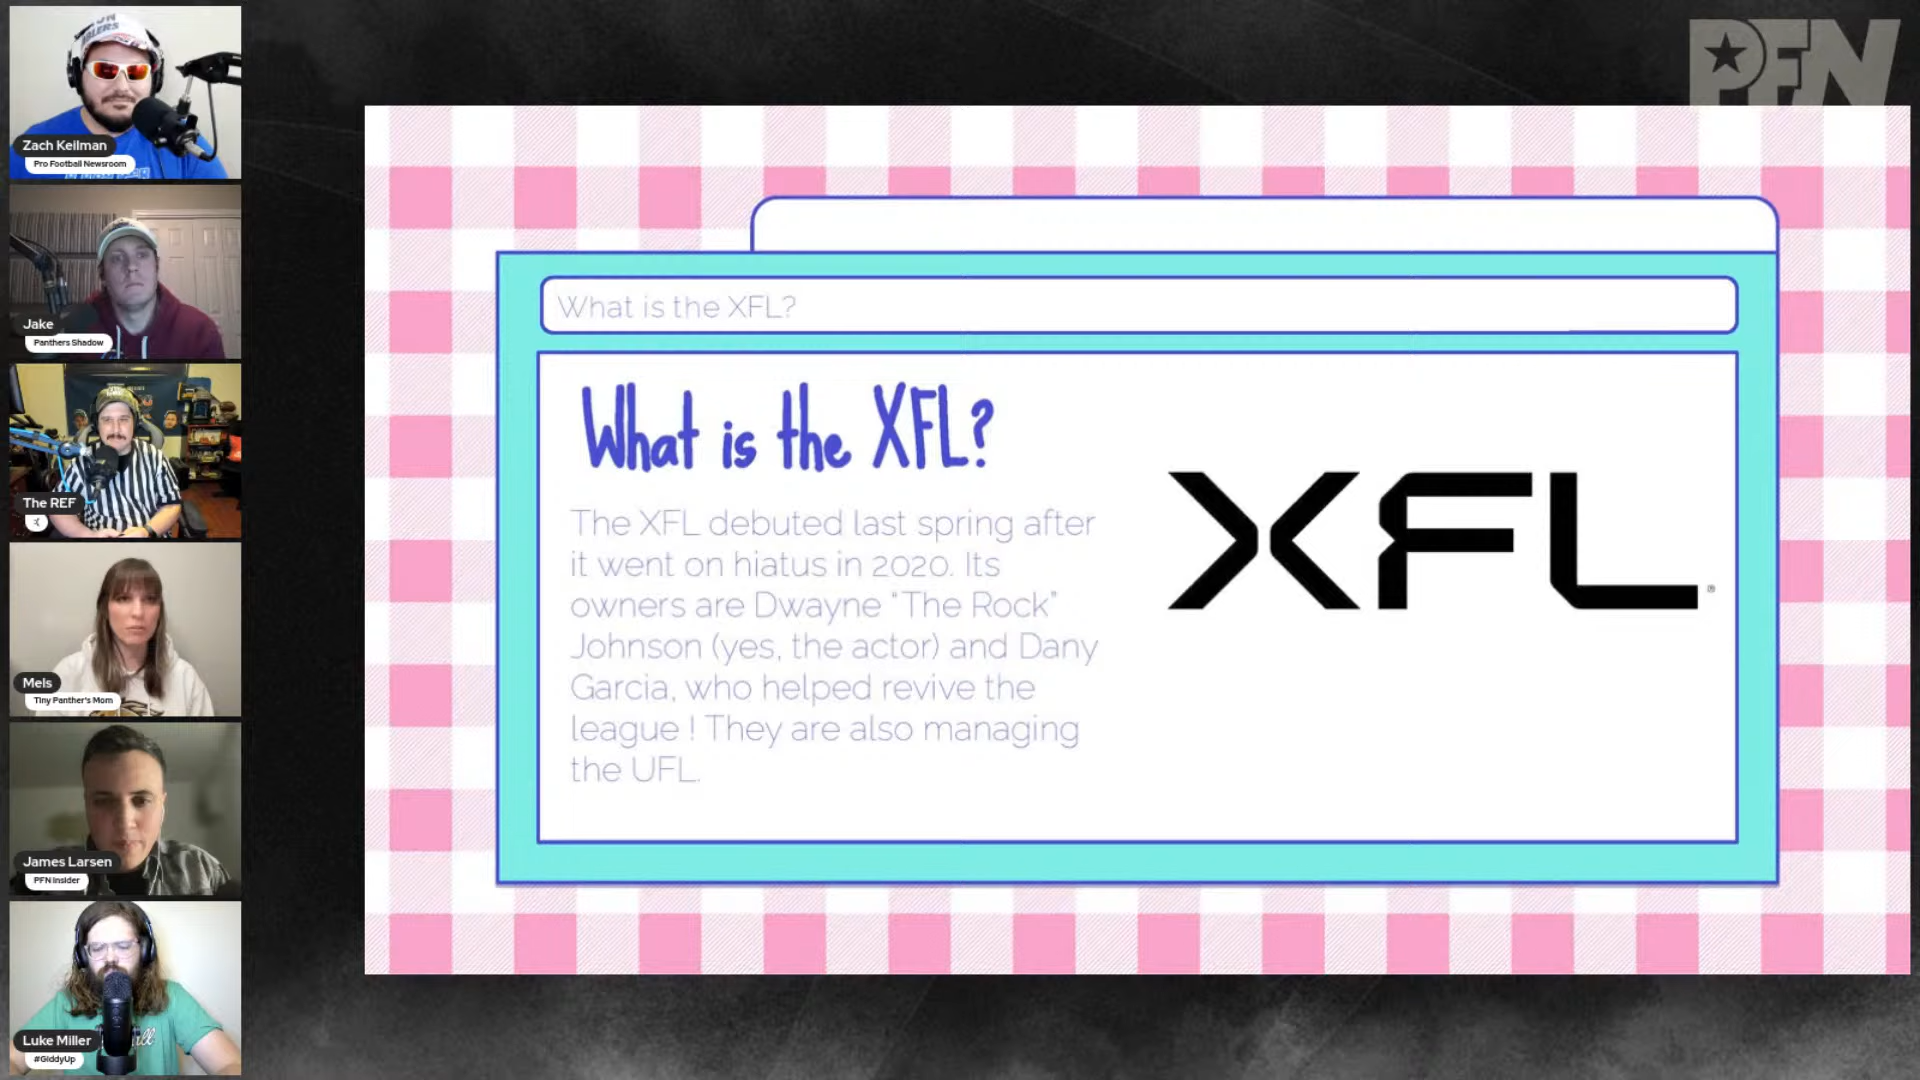 PFN
Zach Keilman
Pro Football Newsroom
Jake
Panthers Shadow
The REF
Mels
Tiny Panther's Mom
James Larsen
PFN Insider
Luke Miller
#GiddyUp
What is the XFL?
What is the XFL?
The XFL debuted last spring after
it went on hiatus in 2020. Its
owners are Dwayne "The Rock"
Johnson (yes, the actor) and Dany
Garcia, who helped revive the
league ! They are also managing
the UFL.
XFL